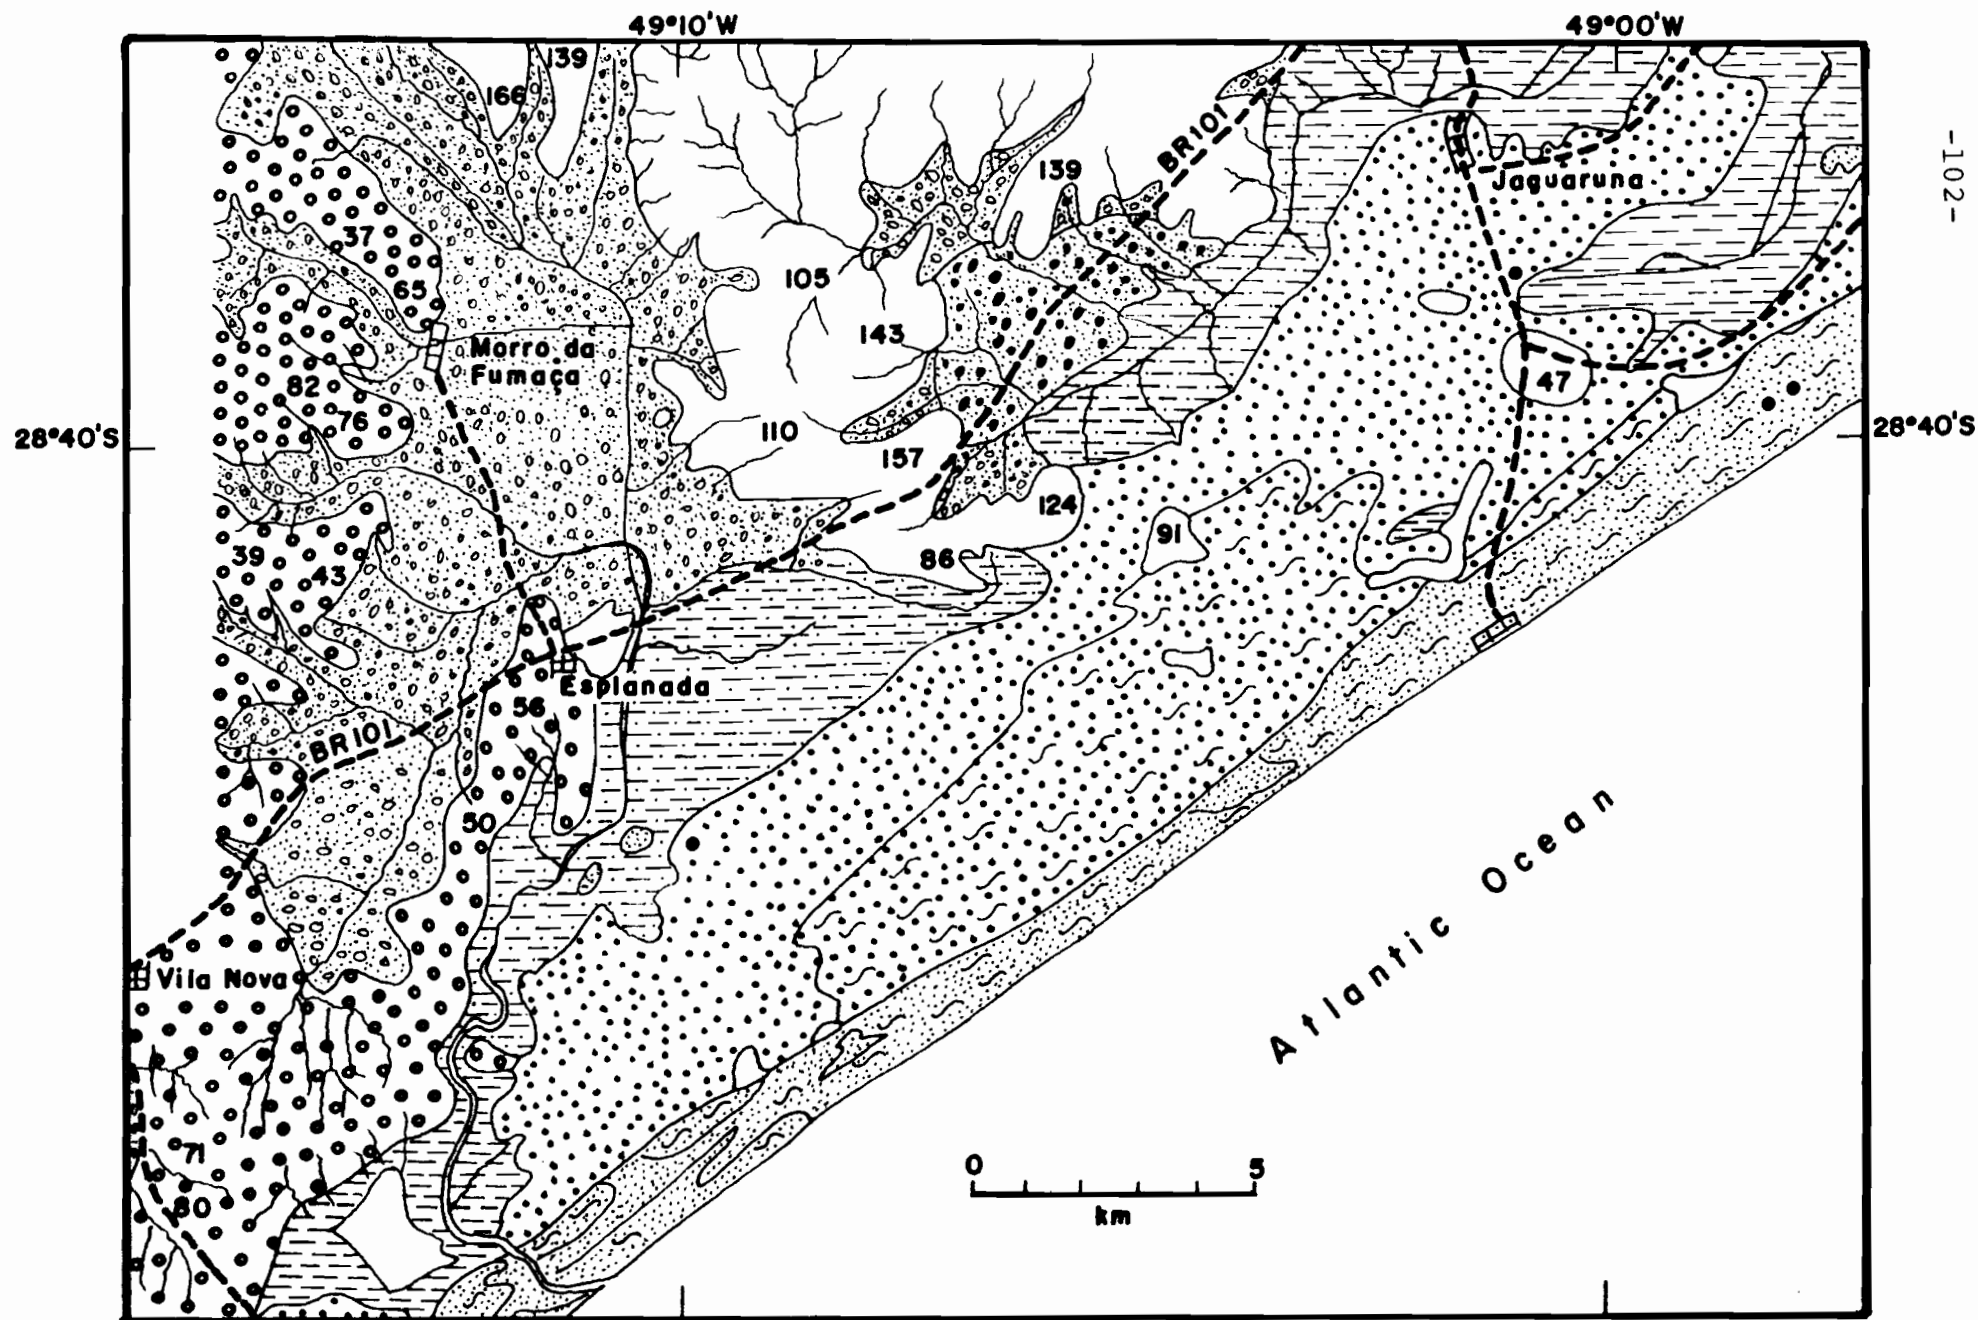 49°10'W
49°00'W
-102-
139
166
BR101
139
Jaguaruna
37
105
65
143
Morro da
Fumaça
82
47
76
110
28°40'S
28°40'S
157
124
39
91
43
86
Esplanada
56
BR101
50
Atlantic Ocean
Vila Nova
71
80
0 5
km